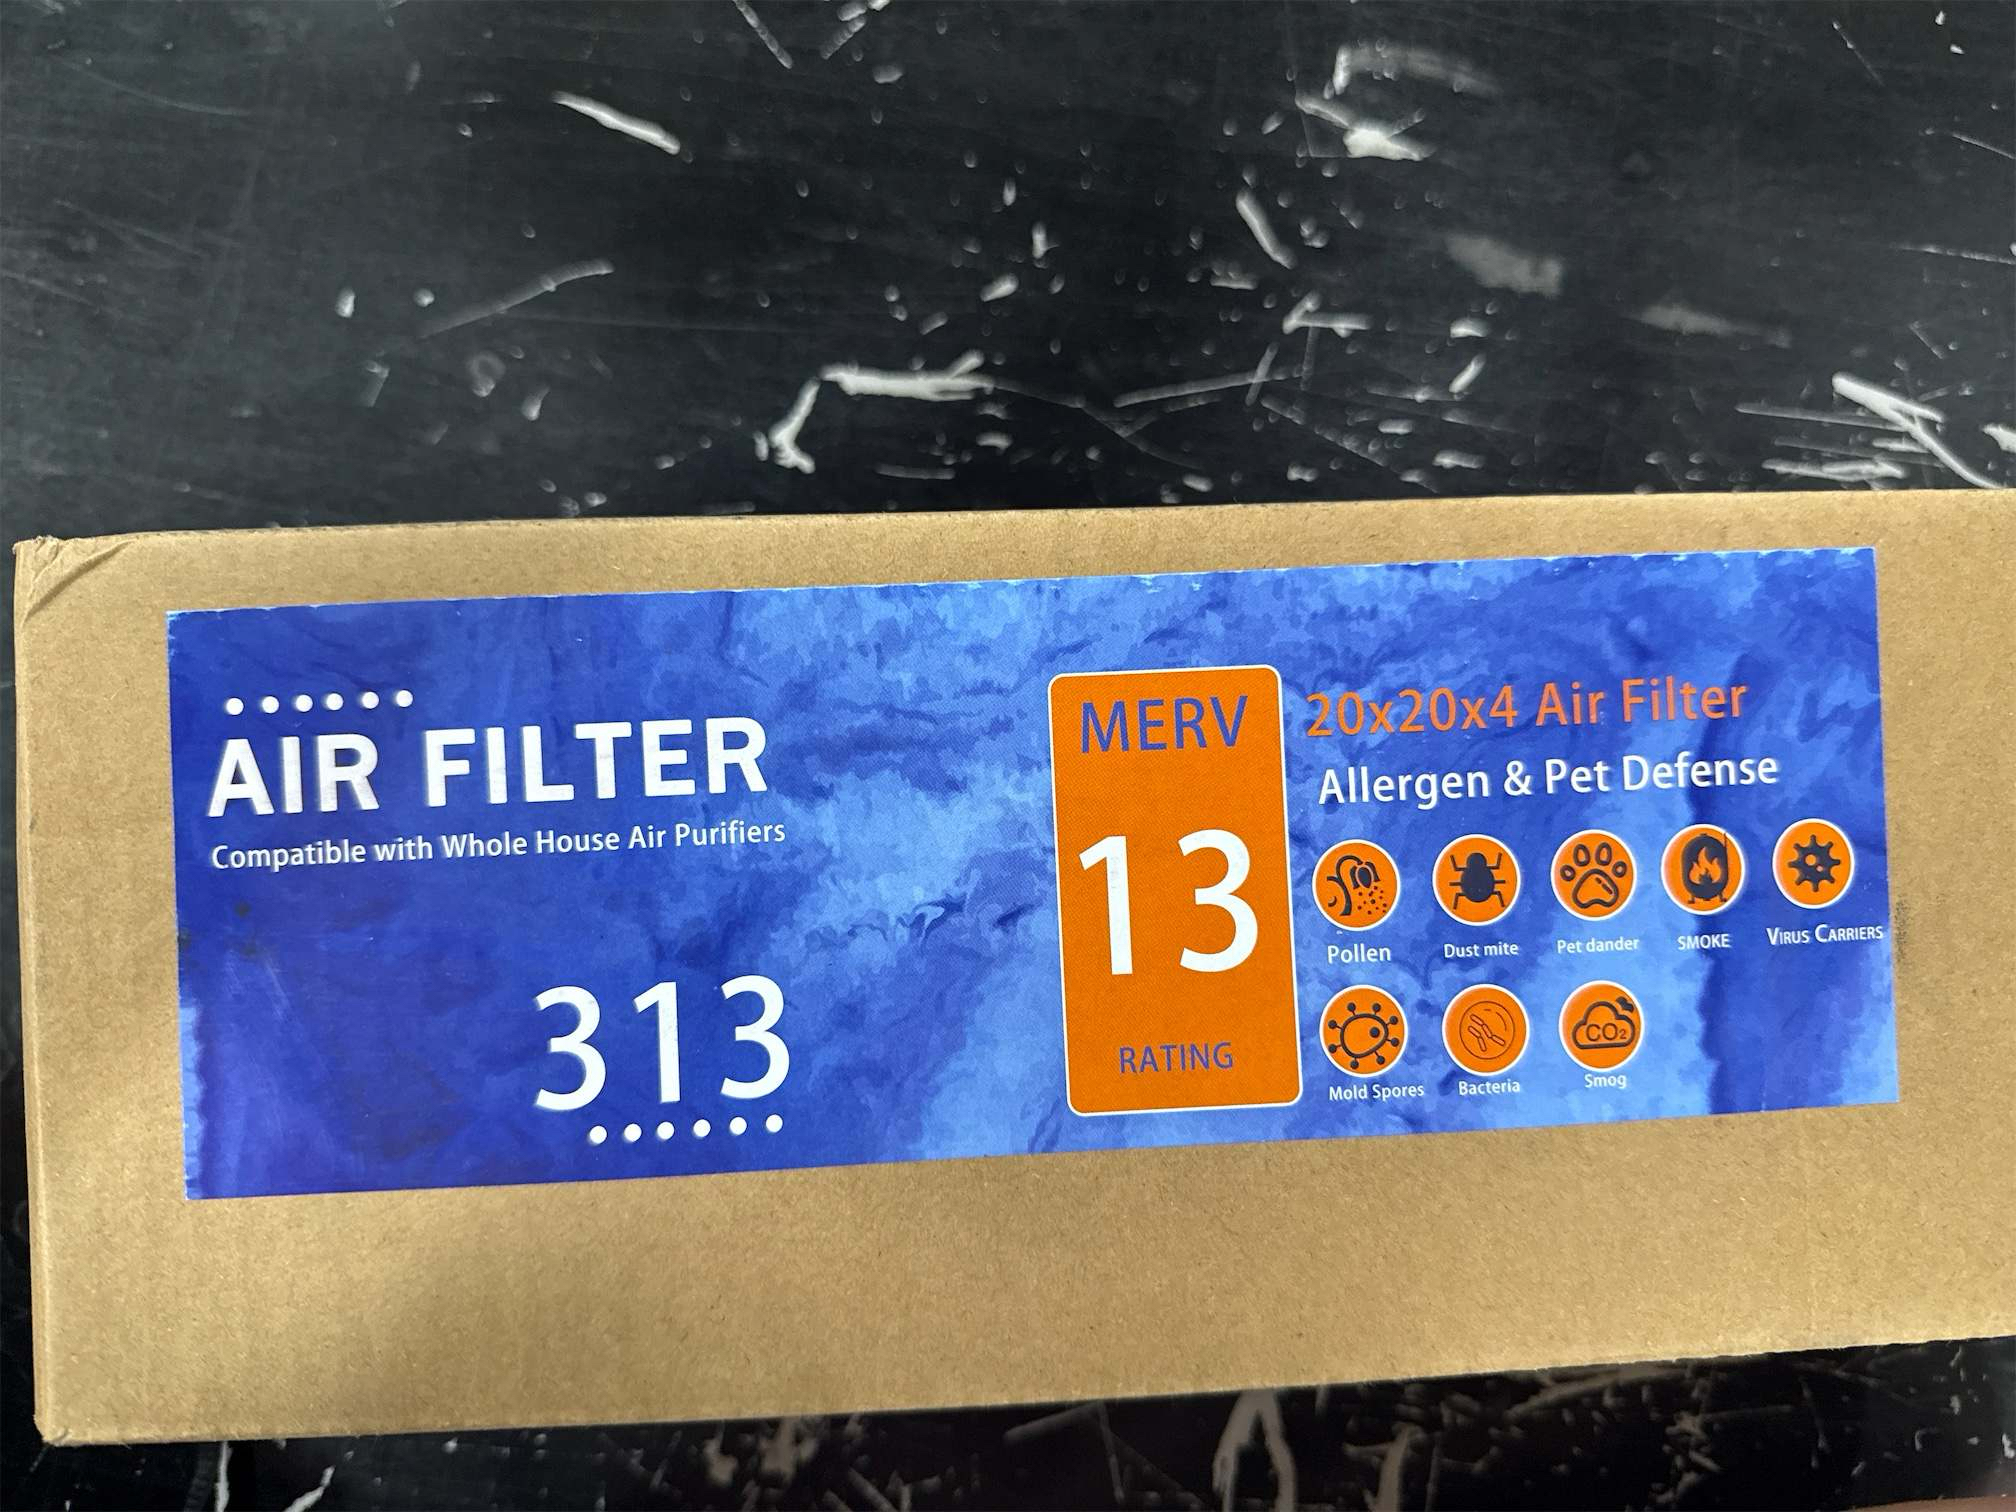 AIR FILTER
Compatible with Whole House Air Purifiers
313
MERV
13
RATING
20x20x4 Air Filter
Allergen & Pet Defense
Pollen
Dust mite
Pet dander
SMOKE
VIRUS CARRIERS
Mold Spores
Bacteria
CO₂
Smog